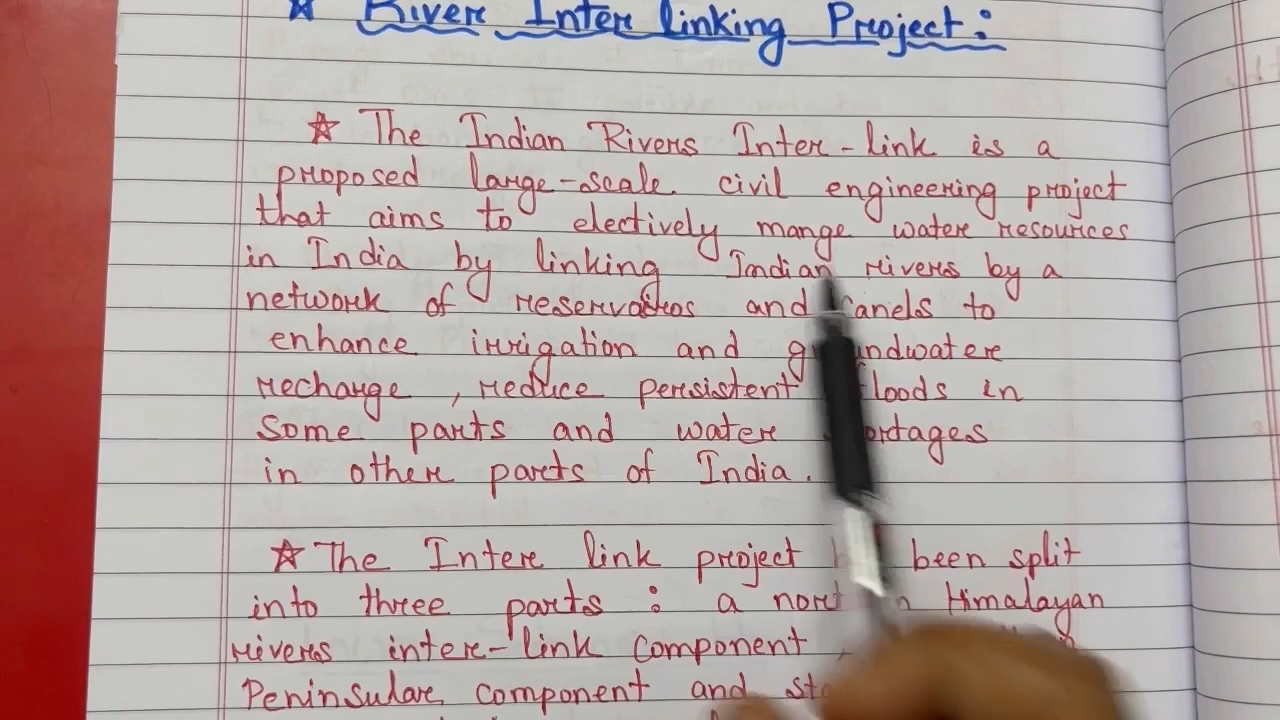 ☆ River Inter linking Project :
☆ The Indian Rivers Inter-link is a
proposed large-scale civil engineering project
that aims to electively mange water resources
in India by linking Indian rivers by a
network of and canels to
enhance irrigation and
recharge , reduce persistent floods in
Some parts and water
in other parts of India.
☆ The Inter link project been split
into three parts : a Himalayan
rivers inter-link component ,
Peninsular component and